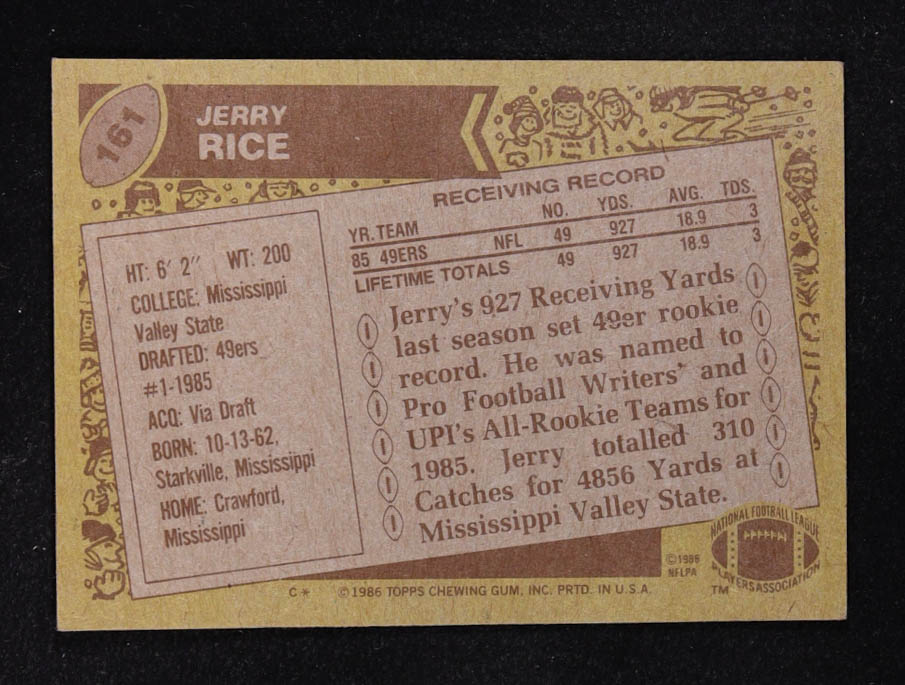 161
JERRY
RICE
RECEIVING RECORD
YR. TEAM NO. YDS. AVG. TDS.
85 49ERS NFL 49 927 18.9 3
LIFETIME TOTALS 49 927 18.9 3
HT: 6' 2" WT: 200
COLLEGE: Mississippi
Valley State
DRAFTED: 49ers
#1-1985
ACQ: Via Draft
BORN: 10-13-62,
Starkville, Mississippi
HOME: Crawford,
Mississippi
Jerry's 927 Receiving Yards
last season set 49er rookie
record. He was named to
Pro Football Writers' and
UPI's All-Rookie Teams for
1985. Jerry totalled 310
Catches for 4856 Yards at
Mississippi Valley State.
©1986
NFLPA
NATIONAL FOOTBALL LEAGUE
PLAYERS ASSOCIATION
TM
C* ©1986 TOPPS CHEWING GUM, INC. PRTD. IN U.S.A.